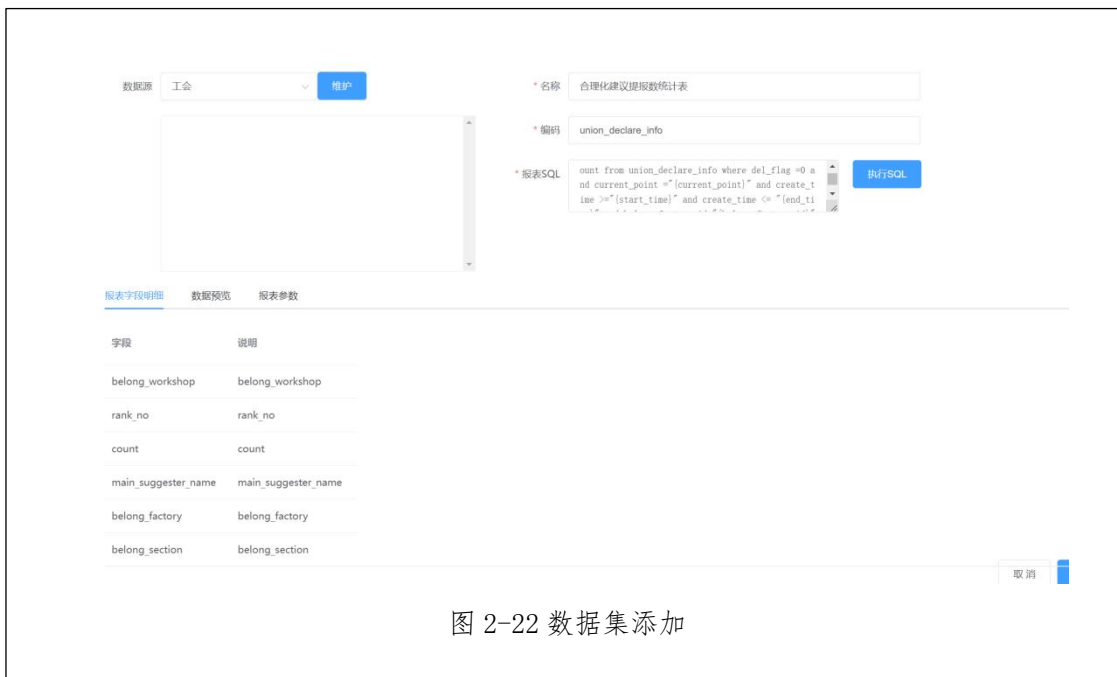 数据源 工会 维护
* 名称 合理化建议提报数统计表
* 编码 union_declare_info
* 报表SQL ount from union_declare_info where del_flag =0 a
nd current_point ="{current_point}" and create_t
ime >="{start_time}" and create_time <= "{end_ti
执行SQL
报表字段明细 数据预览 报表参数
字段 说明
belong_workshop belong_workshop
rank_no rank_no
count count
main_suggester_name main_suggester_name
belong_factory belong_factory
belong_section belong_section
取消
图 2-22 数据集添加